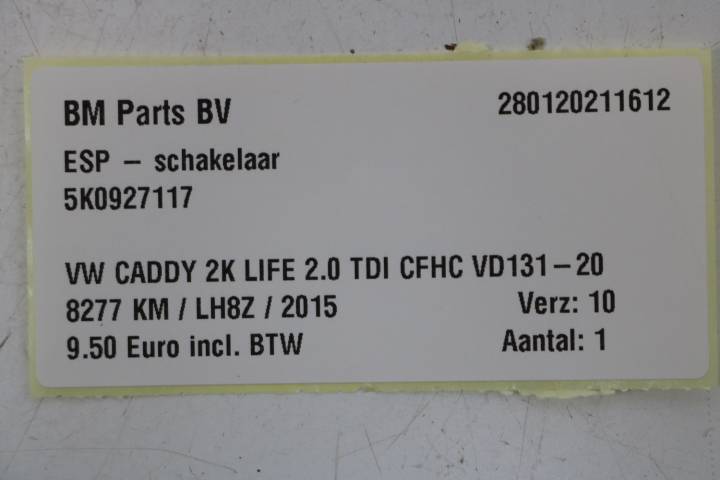 BM Parts BV 280120211612
ESP – schakelaar
5K0927117
VW CADDY 2K LIFE 2.0 TDI CFHC VD131–20
8277 KM / LH8Z / 2015 Verz: 10
9.50 Euro incl. BTW Aantal: 1